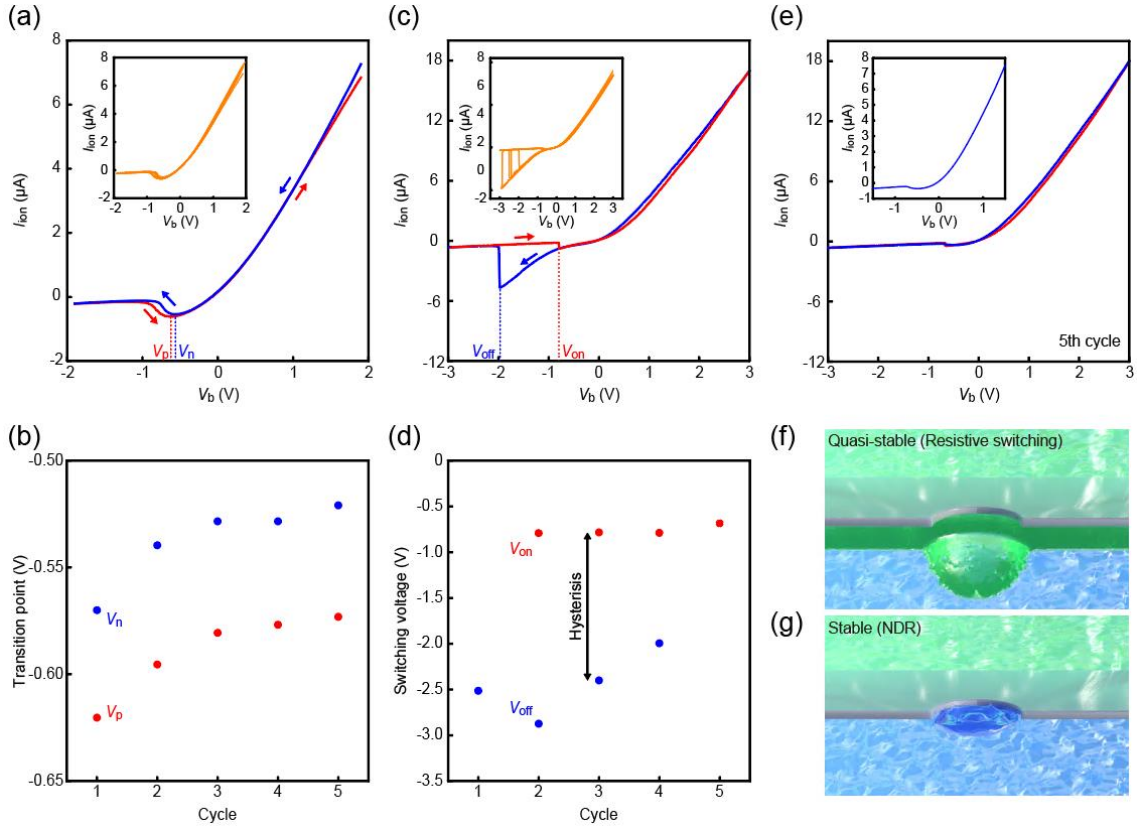 (a)
8
6
4
2
0
-2
I_ion (µA)
-2
-1
0
1
2
V_b (V)
V_p
V_n
8
6
4
2
0
-2
I_ion (µA)
-2
-1
0
1
2
V_b (V)
(c)
18
12
6
0
-6
-12
I_ion (µA)
-3
-2
-1
0
1
2
3
V_b (V)
V_off
V_on
8
6
4
2
0
-2
I_ion (µA)
-3
-2
-1
0
1
2
3
V_b (V)
(e)
18
12
6
0
-6
-12
I_ion (µA)
-3
-2
-1
0
1
2
3
V_b (V)
5th cycle
8
7
6
5
4
3
2
1
0
I_ion (µA)
-1
0
1
V_b (V)
(b)
-0.50
-0.55
-0.60
-0.65
Transition point (V)
V_n
V_p
1
2
3
4
5
Cycle
(d)
0
-0.5
-1.0
-1.5
-2.0
-2.5
-3.0
-3.5
Switching voltage (V)
V_on
Hysterisis
V_off
1
2
3
4
5
Cycle
(f)
Quasi-stable (Resistive switching)
(g)
Stable (NDR)